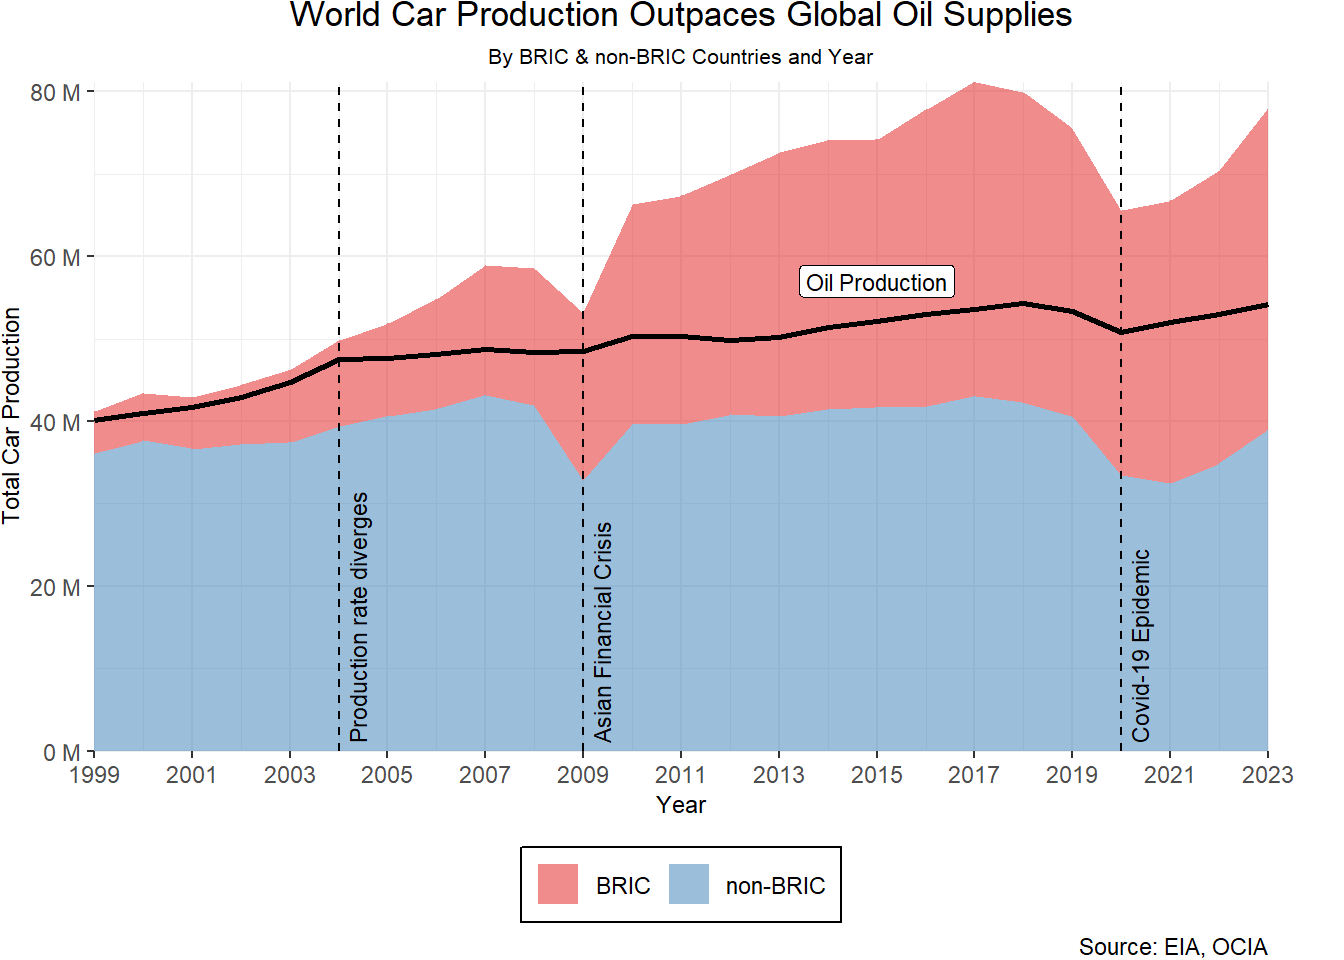 World Car Production Outpaces Global Oil Supplies
By BRIC & non-BRIC Countries and Year
Total Car Production
80 M
60 M
40 M
20 M
0 M
Oil Production
Production rate diverges
Asian Financial Crisis
Covid-19 Epidemic
1999 2001 2003 2005 2007 2009 2011 2013 2015 2017 2019 2021 2023
Year
BRIC non-BRIC
Source: EIA, OCIA